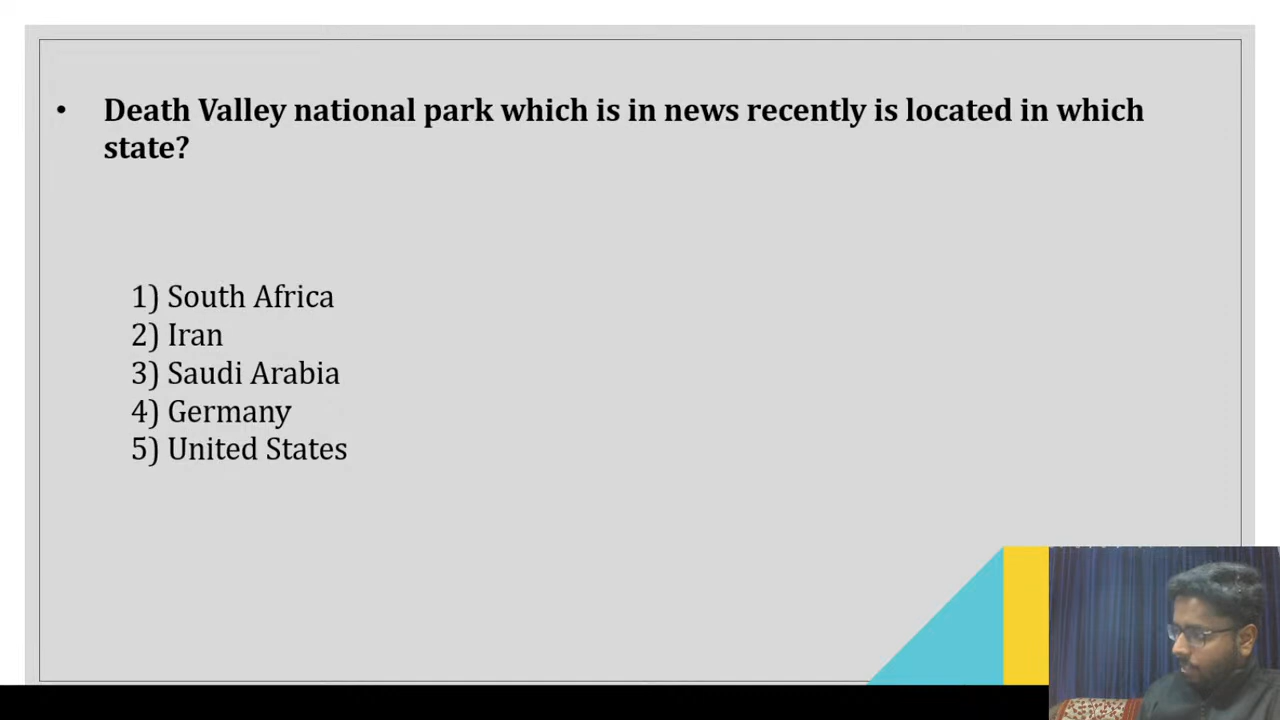 • Death Valley national park which is in news recently is located in which
state?
1) South Africa
2) Iran
3) Saudi Arabia
4) Germany
5) United States